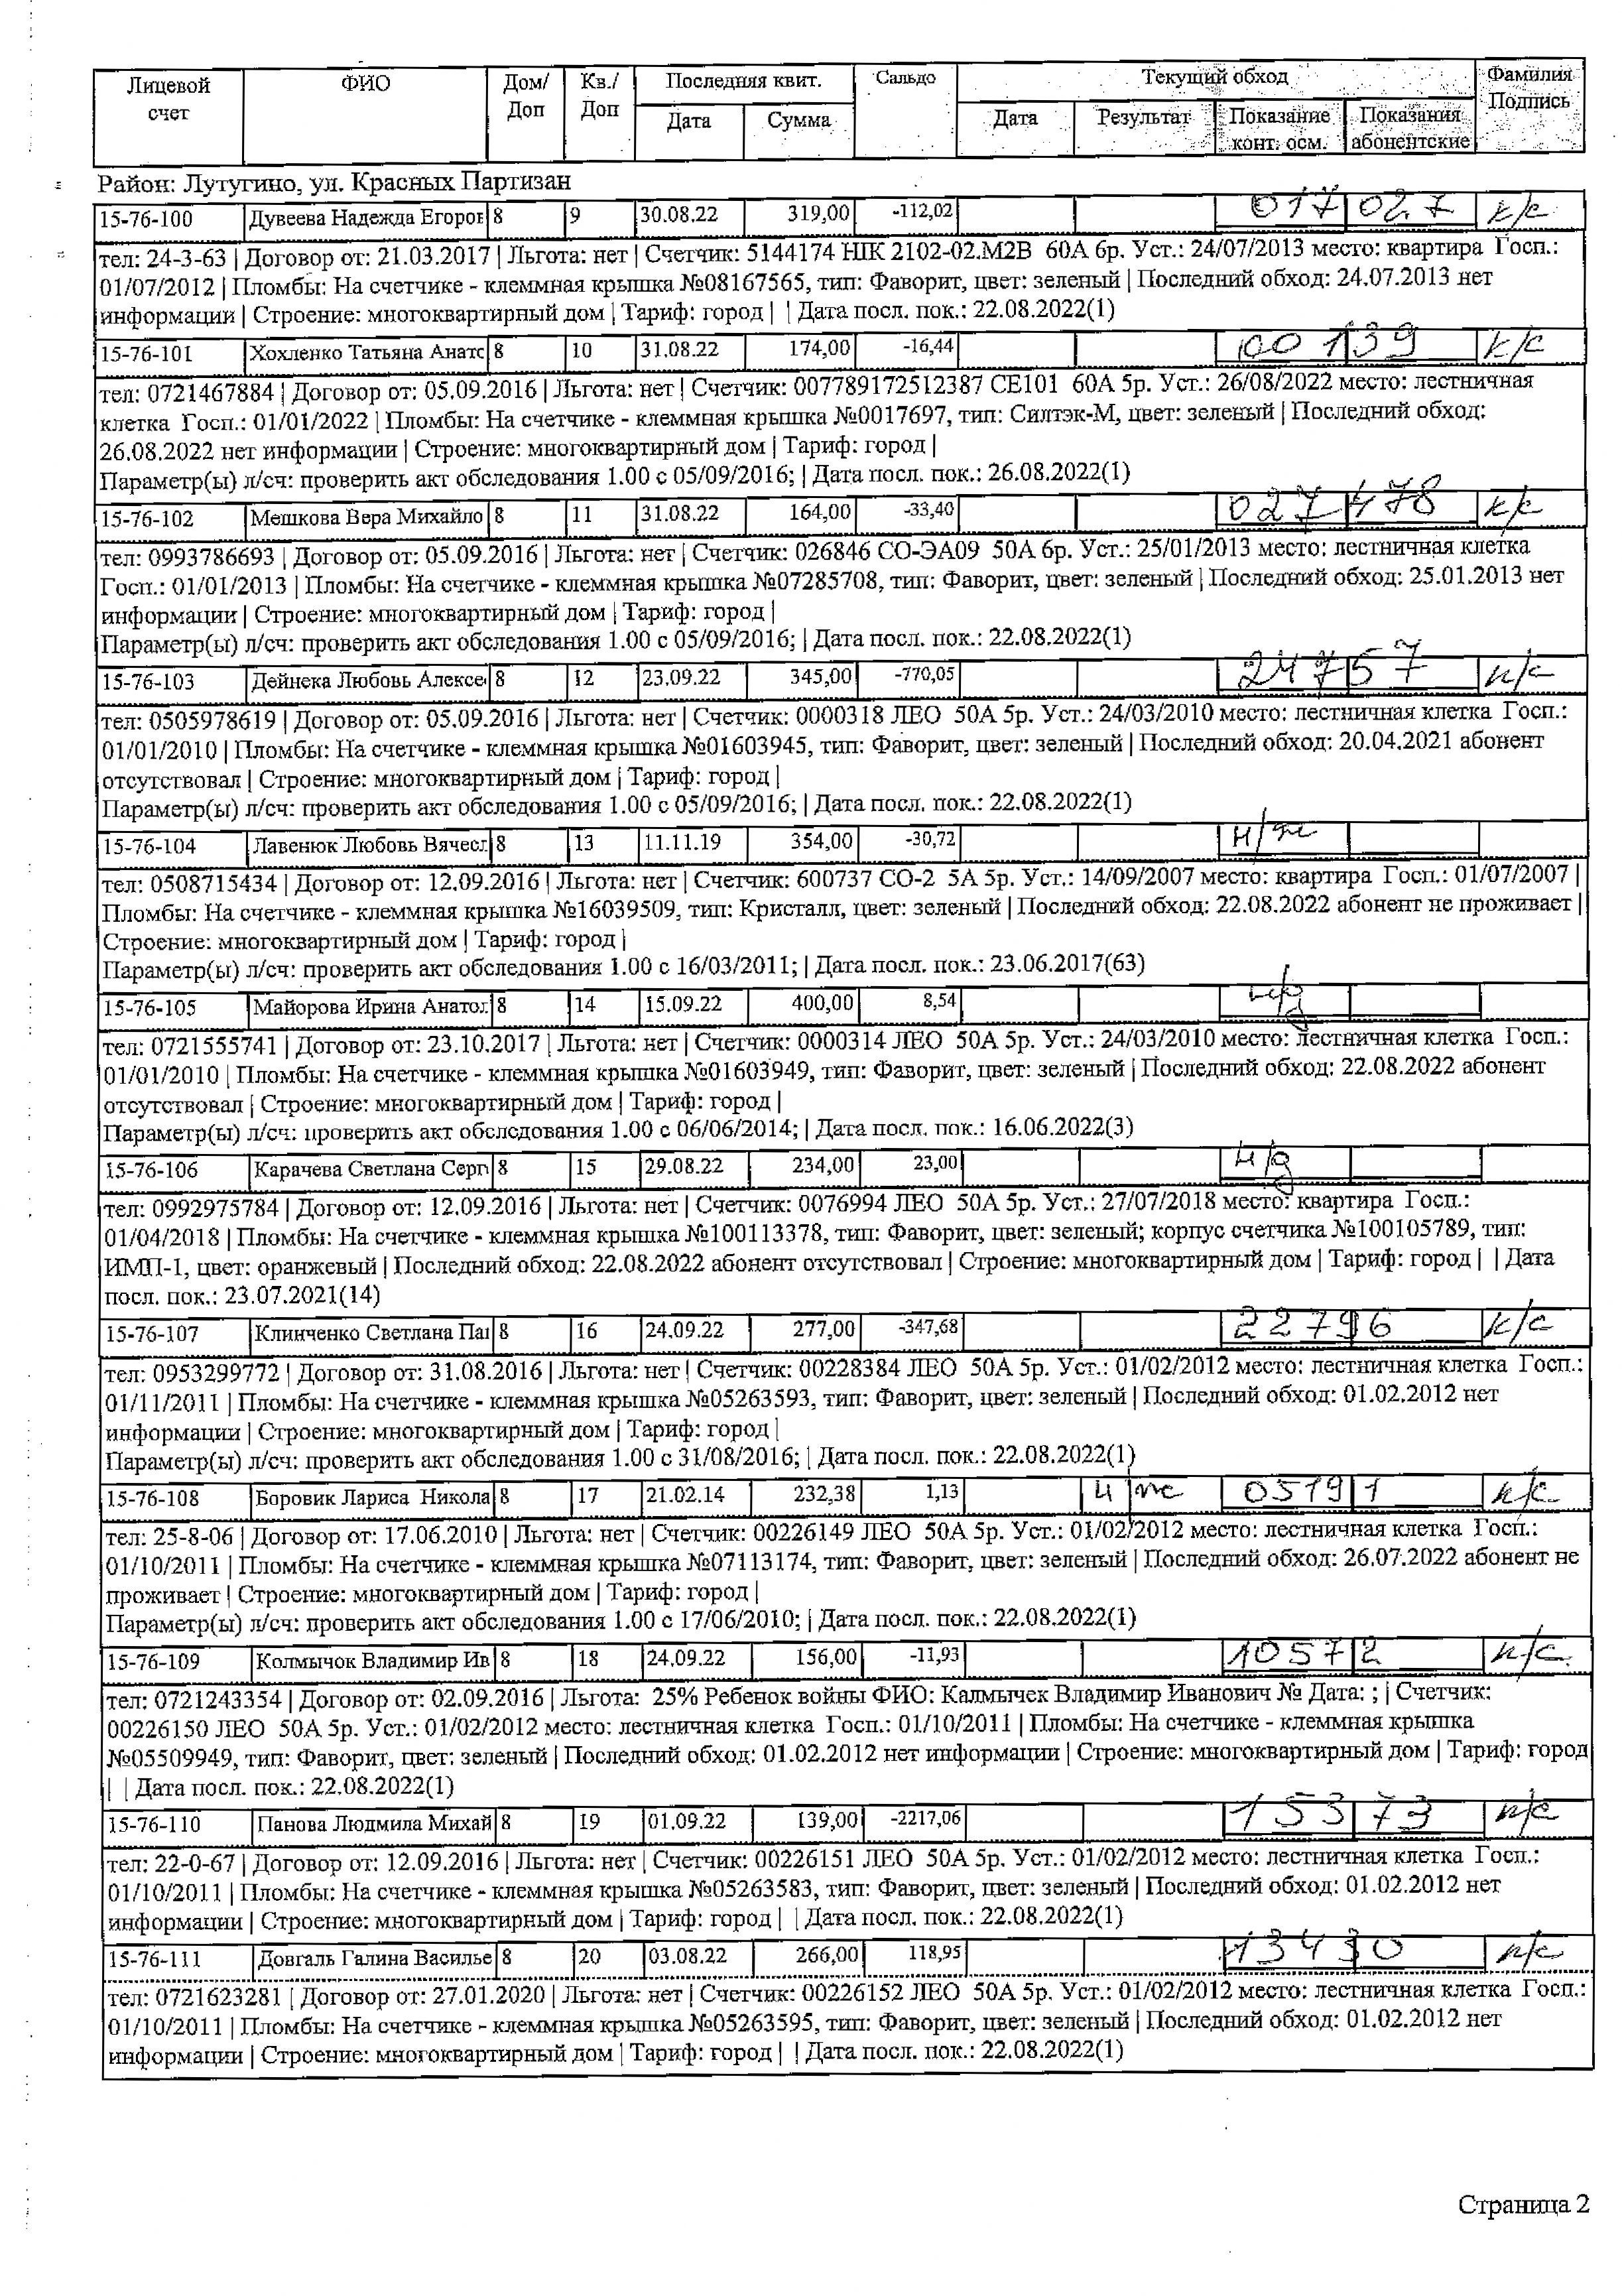 Лицевой счет ФИО Дом/ Доп Кв./ Доп Последняя квит. Сальдо Текущий обход Фамилия Подпись
Дата Сумма Дата Результат Показание конт. осм. Показания абонентские
Район: Лутугино, ул. Красных Партизан
15-76-100 Дувеева Надежда Егоров 8 9 30.08.22 319,00 -112,02 017027 к/с
тел: 24-3-63 | Договор от: 21.03.2017 | Льгота: нет | Счетчик: 5144174 НІК 2102-02.М2В 60А 6р. Уст.: 24/07/2013 место: квартира Госп.:
01/07/2012 | Пломбы: На счетчике - клеммная крышка №08167565, тип: Фаворит, цвет: зеленый | Последний обход: 24.07.2013 нет
информации | Строение: многоквартирный дом | Тариф: город | | Дата посл. пок.: 22.08.2022(1)
15-76-101 Хохленко Татьяна Анатс 8 10 31.08.22 174,00 -16,44 00139 к/с
тел: 0721467884 | Договор от: 05.09.2016 | Льгота: нет | Счетчик: 007789172512387 СЕ101 60А 5р. Уст.: 26/08/2022 место: лестничная
клетка Госп.: 01/01/2022 | Пломбы: На счетчике - клеммная крышка №0017697, тип: Силтэк-М, цвет: зеленый | Последний обход:
26.08.2022 нет информации | Строение: многоквартирный дом | Тариф: город |
Параметр(ы) л/сч: проверить акт обследования 1.00 с 05/09/2016; | Дата посл. пок.: 26.08.2022(1)
15-76-102 Мешкова Вера Михайло 8 11 31.08.22 164,00 -33,40 027478 к/с
тел: 0993786693 | Договор от: 05.09.2016 | Льгота: нет | Счетчик: 026846 СО-ЭА09 50А 6р. Уст.: 25/01/2013 место: лестничная клетка
Госп.: 01/01/2013 | Пломбы: На счетчике - клеммная крышка №07285708, тип: Фаворит, цвет: зеленый | Последний обход: 25.01.2013 нет
информации | Строение: многоквартирный дом | Тариф: город |
Параметр(ы) л/сч: проверить акт обследования 1.00 с 05/09/2016; | Дата посл. пок.: 22.08.2022(1)
15-76-103 Дейнека Любовь Алексе 8 12 23.09.22 345,00 -770,05 24757 к/с
тел: 0505978619 | Договор от: 05.09.2016 | Льгота: нет | Счетчик: 0000318 ЛЕО 50А 5р. Уст.: 24/03/2010 место: лестничная клетка Госп.:
01/01/2010 | Пломбы: На счетчике - клеммная крышка №01603945, тип: Фаворит, цвет: зеленый | Последний обход: 20.04.2021 абонент
отсутствовал | Строение: многоквартирный дом | Тариф: город |
Параметр(ы) л/сч: проверить акт обследования 1.00 с 05/09/2016; | Дата посл. пок.: 22.08.2022(1)
15-76-104 Лавенюк Любовь Вячесл 8 13 11.11.19 354,00 -30,72 н/ж
тел: 0508715434 | Договор от: 12.09.2016 | Льгота: нет | Счетчик: 600737 СО-2 5А 5р. Уст.: 14/09/2007 место: квартира Госп.: 01/07/2007 |
Пломбы: На счетчике - клеммная крышка №16039509, тип: Кристалл, цвет: зеленый | Последний обход: 22.08.2022 абонент не проживает |
Строение: многоквартирный дом | Тариф: город |
Параметр(ы) л/сч: проверить акт обследования 1.00 с 16/03/2011; | Дата посл. пок.: 23.06.2017(63)
15-76-105 Майорова Ирина Анатол 8 14 15.09.22 400,00 8,54 н/д
тел: 0721555741 | Договор от: 23.10.2017 | Льгота: нет | Счетчик: 0000314 ЛЕО 50А 5р. Уст.: 24/03/2010 место: лестничная клетка Госп.:
01/01/2010 | Пломбы: На счетчике - клеммная крышка №01603949, тип: Фаворит, цвет: зеленый | Последний обход: 22.08.2022 абонент
отсутствовал | Строение: многоквартирный дом | Тариф: город |
Параметр(ы) л/сч: проверить акт обследования 1.00 с 06/06/2014; | Дата посл. пок.: 16.06.2022(3)
15-76-106 Карачева Светлана Серг 8 15 29.08.22 234,00 23,00 н/д
тел: 0992975784 | Договор от: 12.09.2016 | Льгота: нет | Счетчик: 0076994 ЛЕО 50А 5р. Уст.: 27/07/2018 место: квартира Госп.:
01/04/2018 | Пломбы: На счетчике - клеммная крышка №100113378, тип: Фаворит, цвет: зеленый; корпус счетчика №100105789, тип:
ИМП-1, цвет: оранжевый | Последний обход: 22.08.2022 абонент отсутствовал | Строение: многоквартирный дом | Тариф: город | | Дата
посл. пок.: 23.07.2021(14)
15-76-107 Клинченко Светлана Паı 8 16 24.09.22 277,00 -347,68 22796 к/с
тел: 0953299772 | Договор от: 31.08.2016 | Льгота: нет | Счетчик: 00228384 ЛЕО 50А 5р. Уст.: 01/02/2012 место: лестничная клетка Госп.:
01/11/2011 | Пломбы: На счетчике - клеммная крышка №05263593, тип: Фаворит, цвет: зеленый | Последний обход: 01.02.2012 нет
информации | Строение: многоквартирный дом | Тариф: город |
Параметр(ы) л/сч: проверить акт обследования 1.00 с 31/08/2016; | Дата посл. пок.: 22.08.2022(1)
15-76-108 Боровик Лариса Никола 8 17 21.02.14 232,38 1,13 н/ж 05191 к/с
тел: 25-8-06 | Договор от: 17.06.2010 | Льгота: нет | Счетчик: 00226149 ЛЕО 50А 5р. Уст.: 01/02/2012 место: лестничная клетка Госп.:
01/10/2011 | Пломбы: На счетчике - клеммная крышка №07113174, тип: Фаворит, цвет: зеленый | Последний обход: 26.07.2022 абонент не
проживает | Строение: многоквартирный дом | Тариф: город |
Параметр(ы) л/сч: проверить акт обследования 1.00 с 17/06/2010; | Дата посл. пок.: 22.08.2022(1)
15-76-109 Колмычок Владимир Ив 8 18 24.09.22 156,00 -11,93 10572 к/с
тел: 0721243354 | Договор от: 02.09.2016 | Льгота: 25% Ребенок войны ФИО: Калмычек Владимир Иванович № Дата: ; | Счетчик:
00226150 ЛЕО 50А 5р. Уст.: 01/02/2012 место: лестничная клетка Госп.: 01/10/2011 | Пломбы: На счетчике - клеммная крышка
№05509949, тип: Фаворит, цвет: зеленый | Последний обход: 01.02.2012 нет информации | Строение: многоквартирный дом | Тариф: город
| | Дата посл. пок.: 22.08.2022(1)
15-76-110 Панова Людмила Михай 8 19 01.09.22 139,00 -2217,06 15373 к/с
тел: 22-0-67 | Договор от: 12.09.2016 | Льгота: нет | Счетчик: 00226151 ЛЕО 50А 5р. Уст.: 01/02/2012 место: лестничная клетка Госп.:
01/10/2011 | Пломбы: На счетчике - клеммная крышка №05263583, тип: Фаворит, цвет: зеленый | Последний обход: 01.02.2012 нет
информации | Строение: многоквартирный дом | Тариф: город | | Дата посл. пок.: 22.08.2022(1)
15-76-111 Довгаль Галина Василье 8 20 03.08.22 266,00 118,95 13430 к/с
тел: 0721623281 | Договор от: 27.01.2020 | Льгота: нет | Счетчик: 00226152 ЛЕО 50А 5р. Уст.: 01/02/2012 место: лестничная клетка Госп.:
01/10/2011 | Пломбы: На счетчике - клеммная крышка №05263595, тип: Фаворит, цвет: зеленый | Последний обход: 01.02.2012 нет
информации | Строение: многоквартирный дом | Тариф: город | | Дата посл. пок.: 22.08.2022(1)
Страница 2